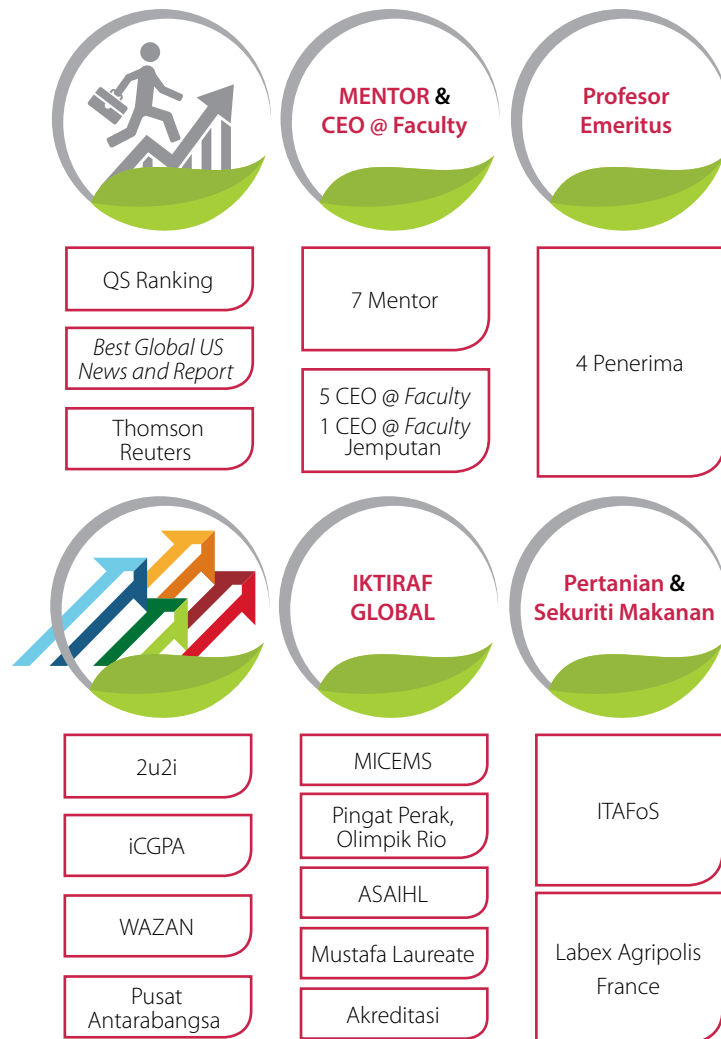 MENTOR &
CEO @ Faculty
Profesor
Emeritus
QS Ranking
Best Global US
News and Report
Thomson
Reuters
7 Mentor
5 CEO @ Faculty
1 CEO @ Faculty
Jemputan
4 Penerima
IKTIRAF
GLOBAL
Pertanian &
Sekuriti Makanan
2u2i
iCGPA
WAZAN
Pusat
Antarabangsa
MICEMS
Pingat Perak,
Olimpik Rio
ASAIHL
Mustafa Laureate
Akreditasi
ITAFoS
Labex Agripolis
France